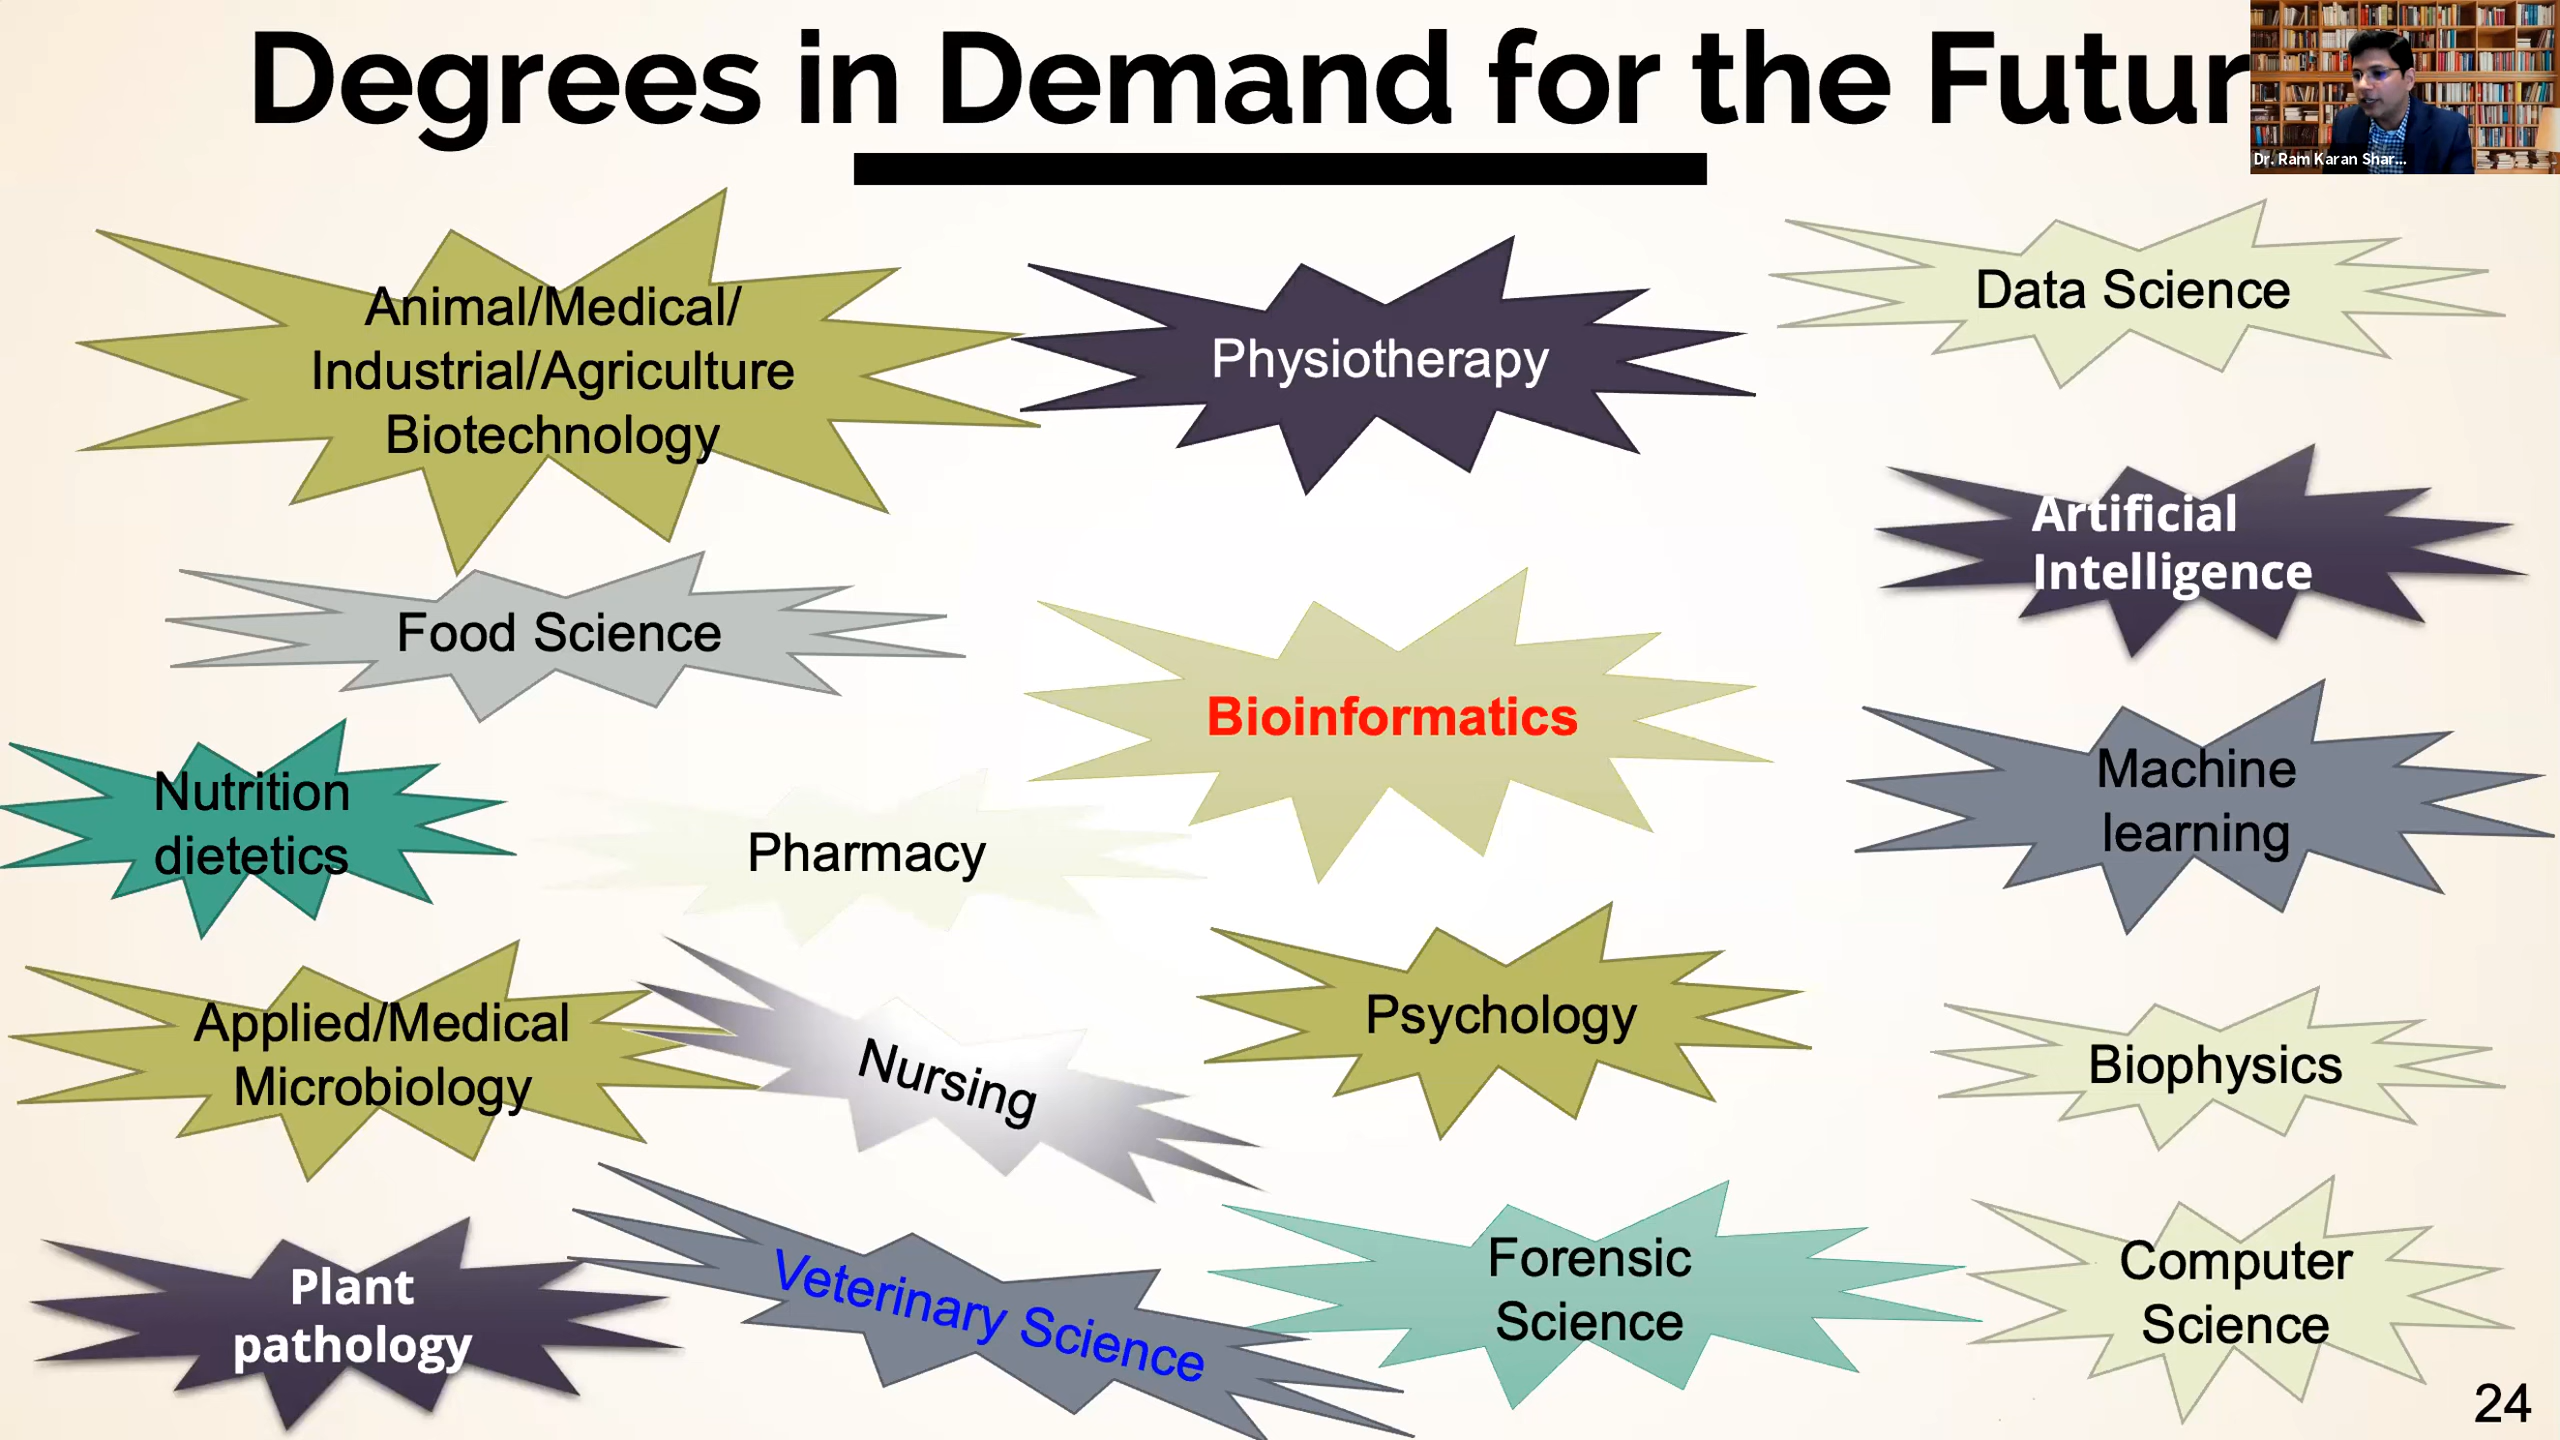 Degrees in Demand for the Futur
Dr. Ram Karan Shar...
Animal/Medical/
Industrial/Agriculture
Biotechnology
Physiotherapy
Data Science
Artificial
Intelligence
Food Science
Bioinformatics
Machine
learning
Nutrition
dietetics
Pharmacy
Applied/Medical
Microbiology
Nursing
Psychology
Biophysics
Plant
pathology
Veterinary Science
Forensic
Science
Computer
Science
24